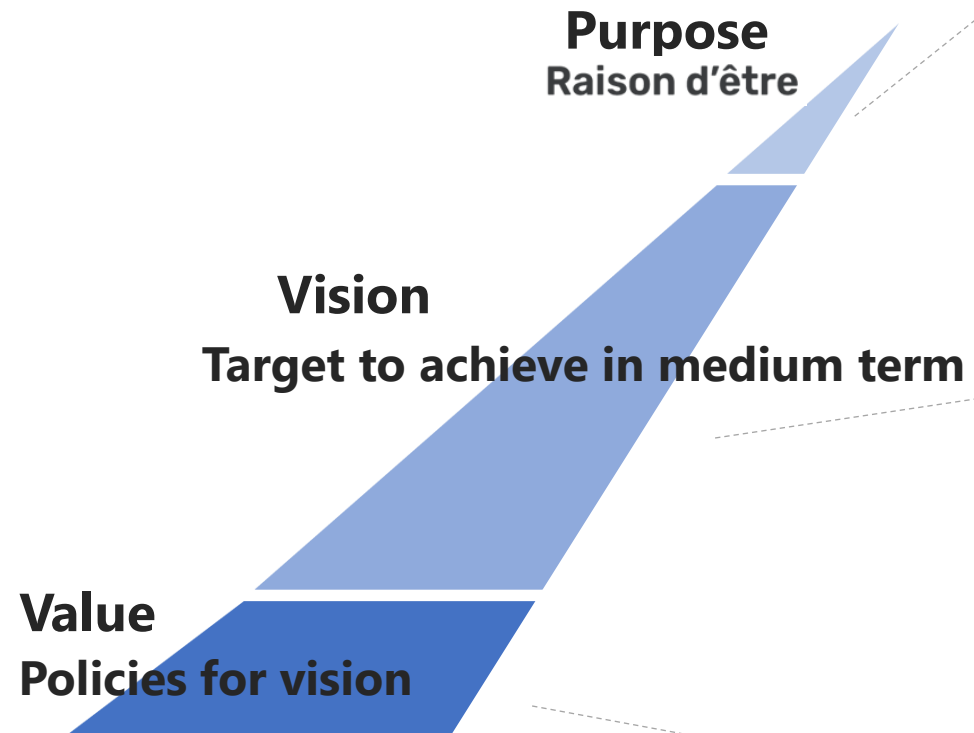 Purpose
Raison d’être
Vision
Target to achieve in medium term
Value
Policies for vision